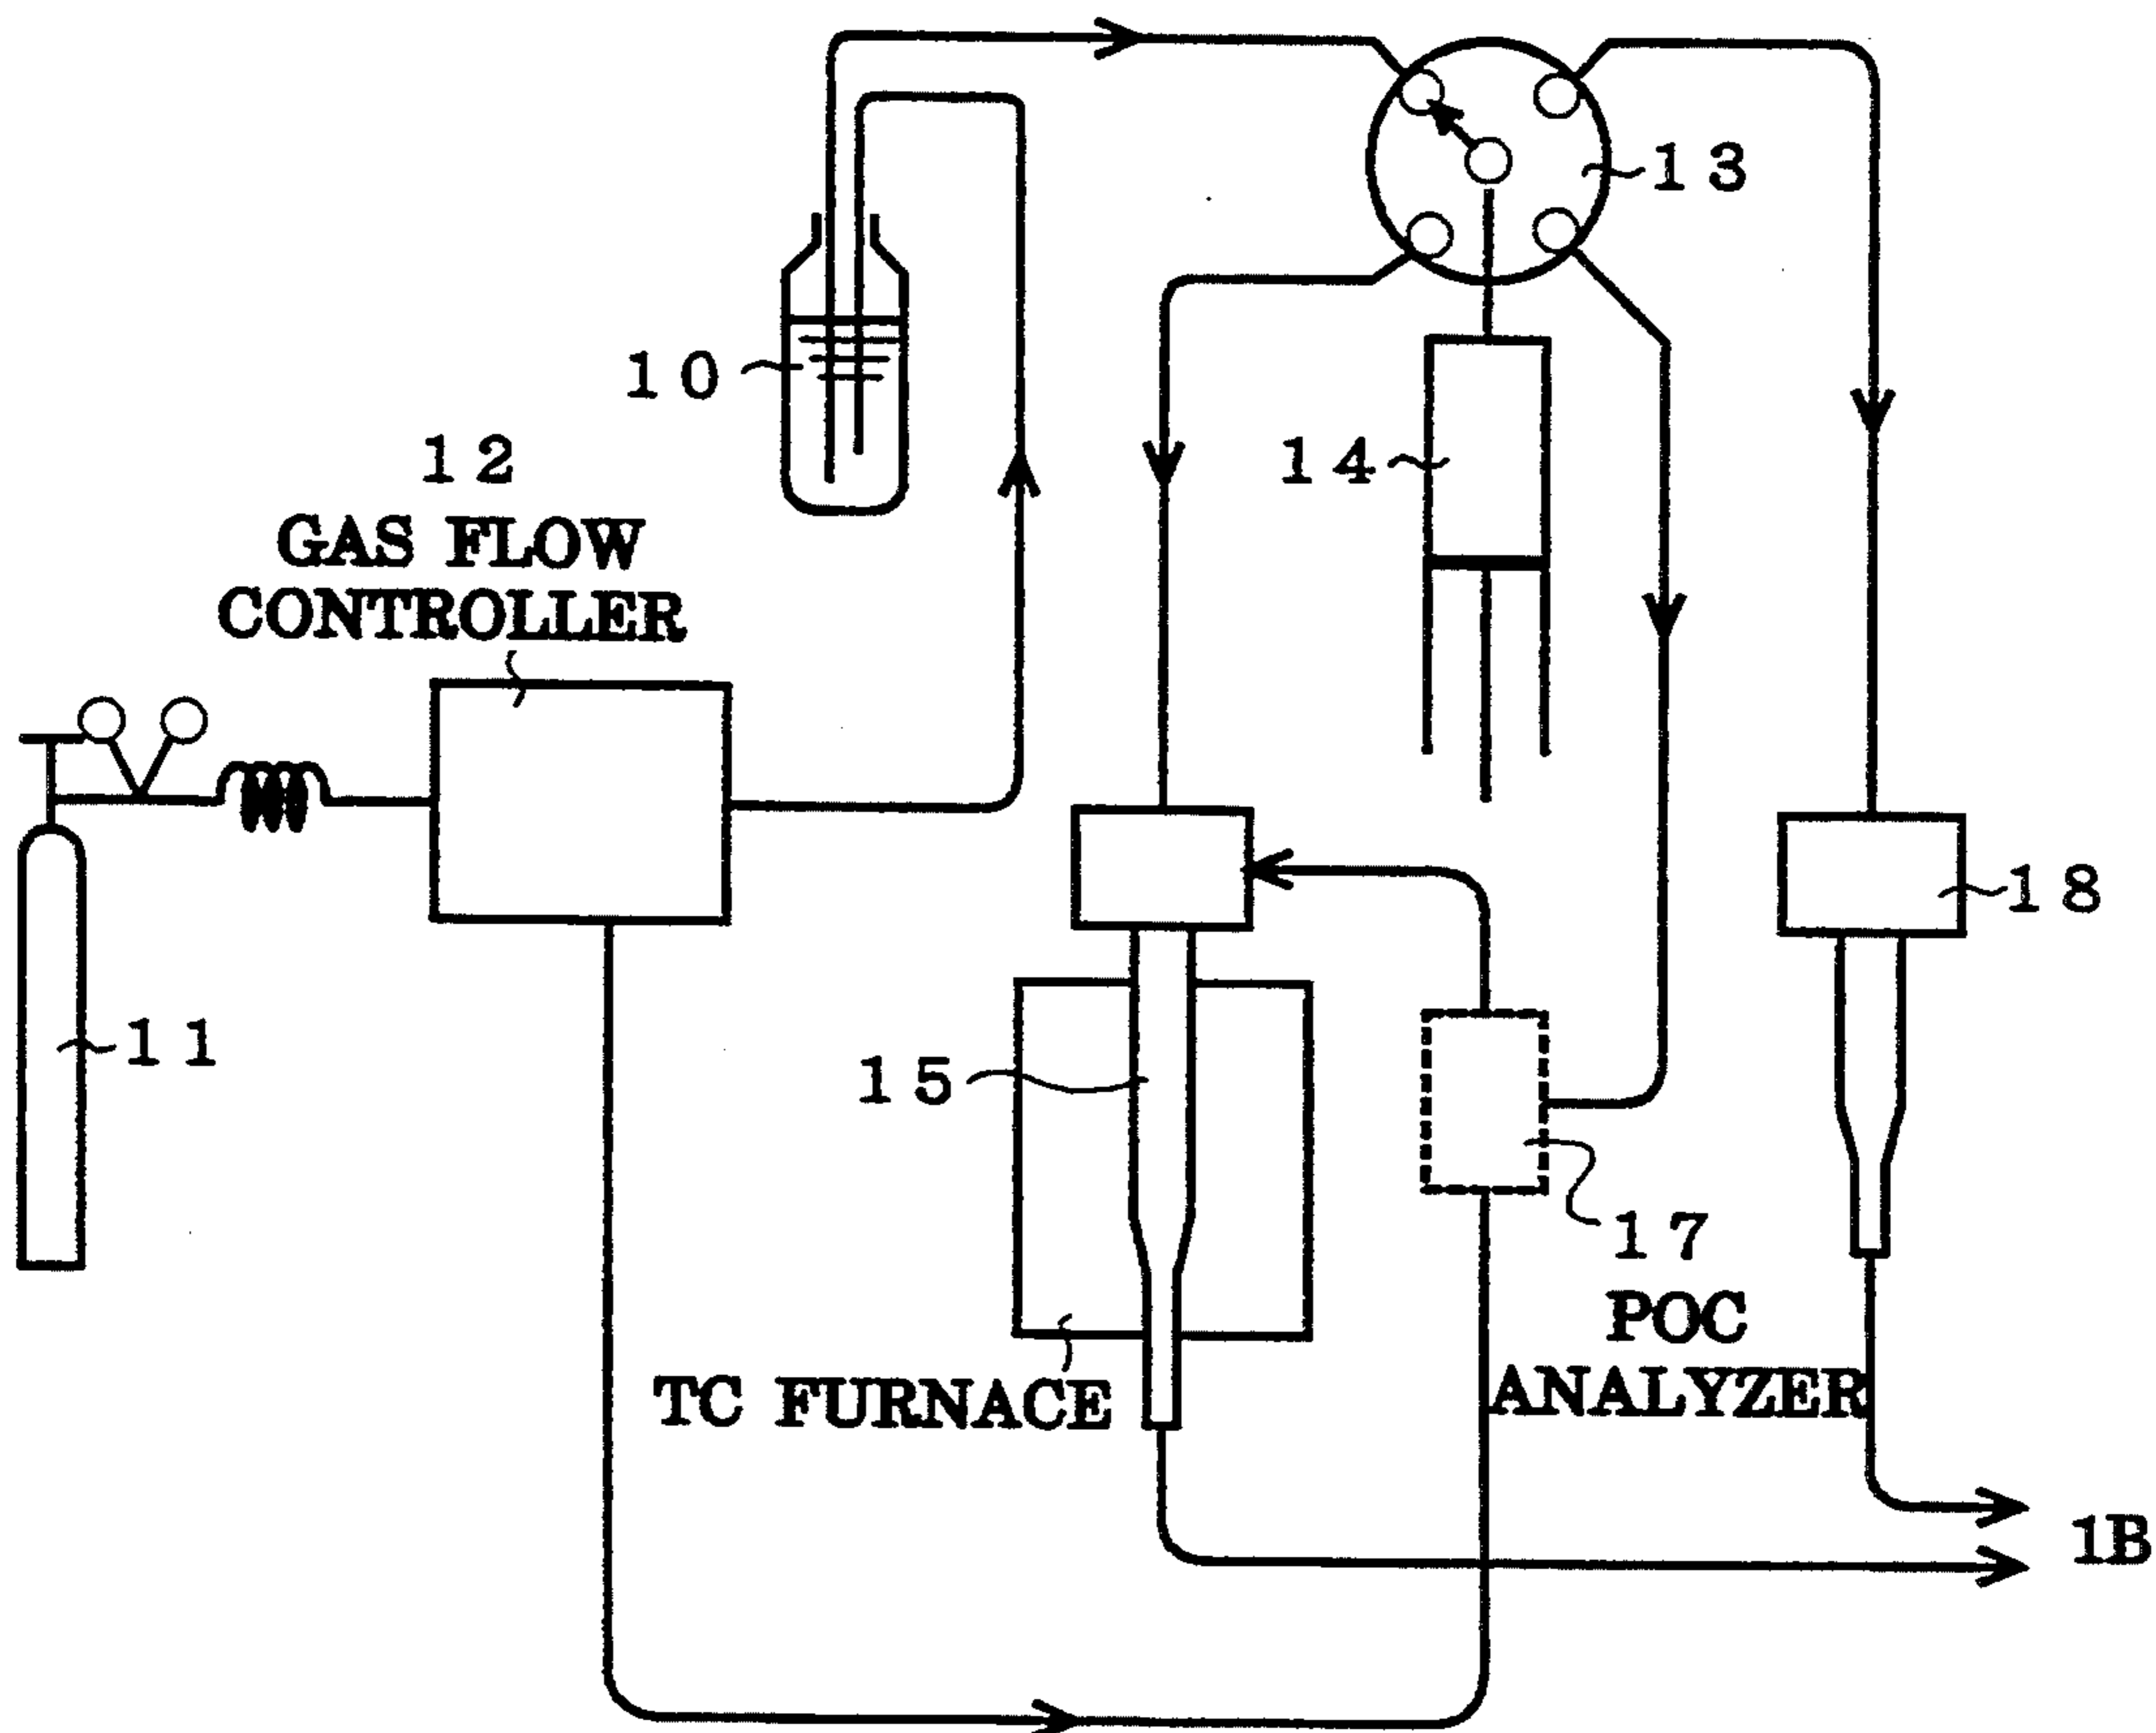 13
10
14
12
GAS FLOW
CONTROLLER
18
11
15
17
POC
ANALYZER
TC FURNACE
1B